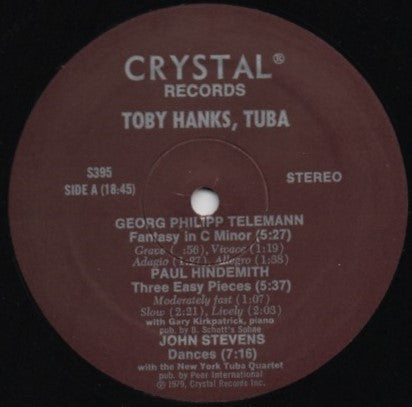 CRYSTAL®
RECORDS
TOBY HANKS, TUBA
S395
SIDE A (18:45)
STEREO
GEORG PHILIPP TELEMANN
Fantasy in C Minor (5:27)
Grave (:56), Vivace (1:19)
Adagio (1:27), Allegro (1:38)
PAUL HINDEMITH
Three Easy Pieces (5:37)
Moderately fast (1:07)
Slow (2:21), Lively (2:03)
with Gary Kirkpatrick, piano
pub. by B. Schott's Sohne
JOHN STEVENS
Dances (7:16)
with the New York Tuba Quartet
pub. by Peer International
© 1979, Crystal Records Inc.